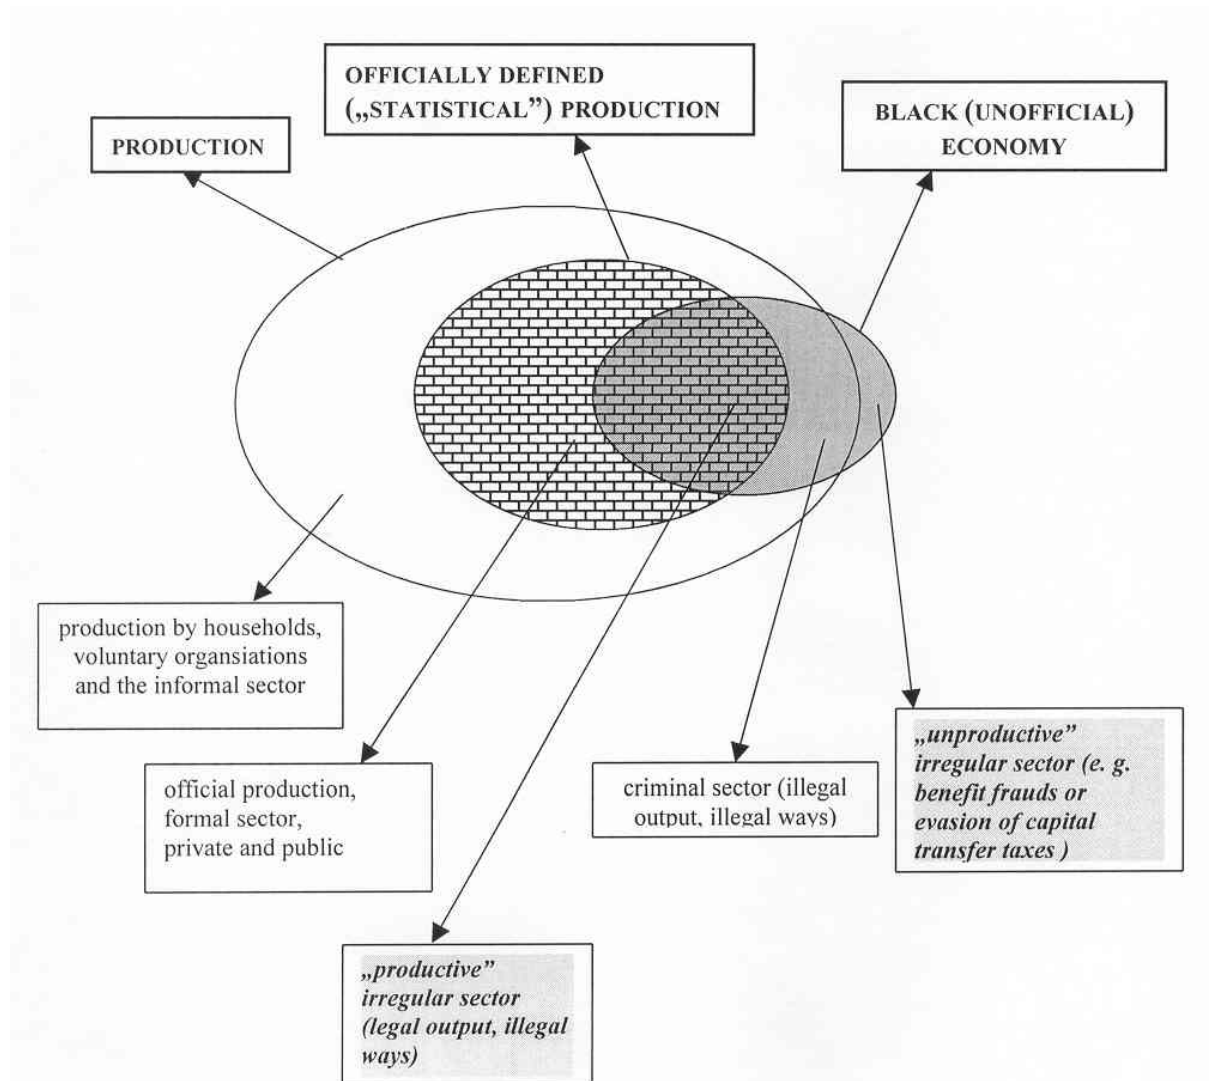 OFFICIALLY DEFINED
(„STATISTICAL”) PRODUCTION
BLACK (UNOFFICIAL)
ECONOMY
PRODUCTION
production by households,
voluntary organsiations
and the informal sector
official production,
formal sector,
private and public
„productive”
irregular sector
(legal output, illegal
ways)
criminal sector (illegal
output, illegal ways)
„unproductive”
irregular sector (e. g.
benefit frauds or
evasion of capital
transfer taxes )